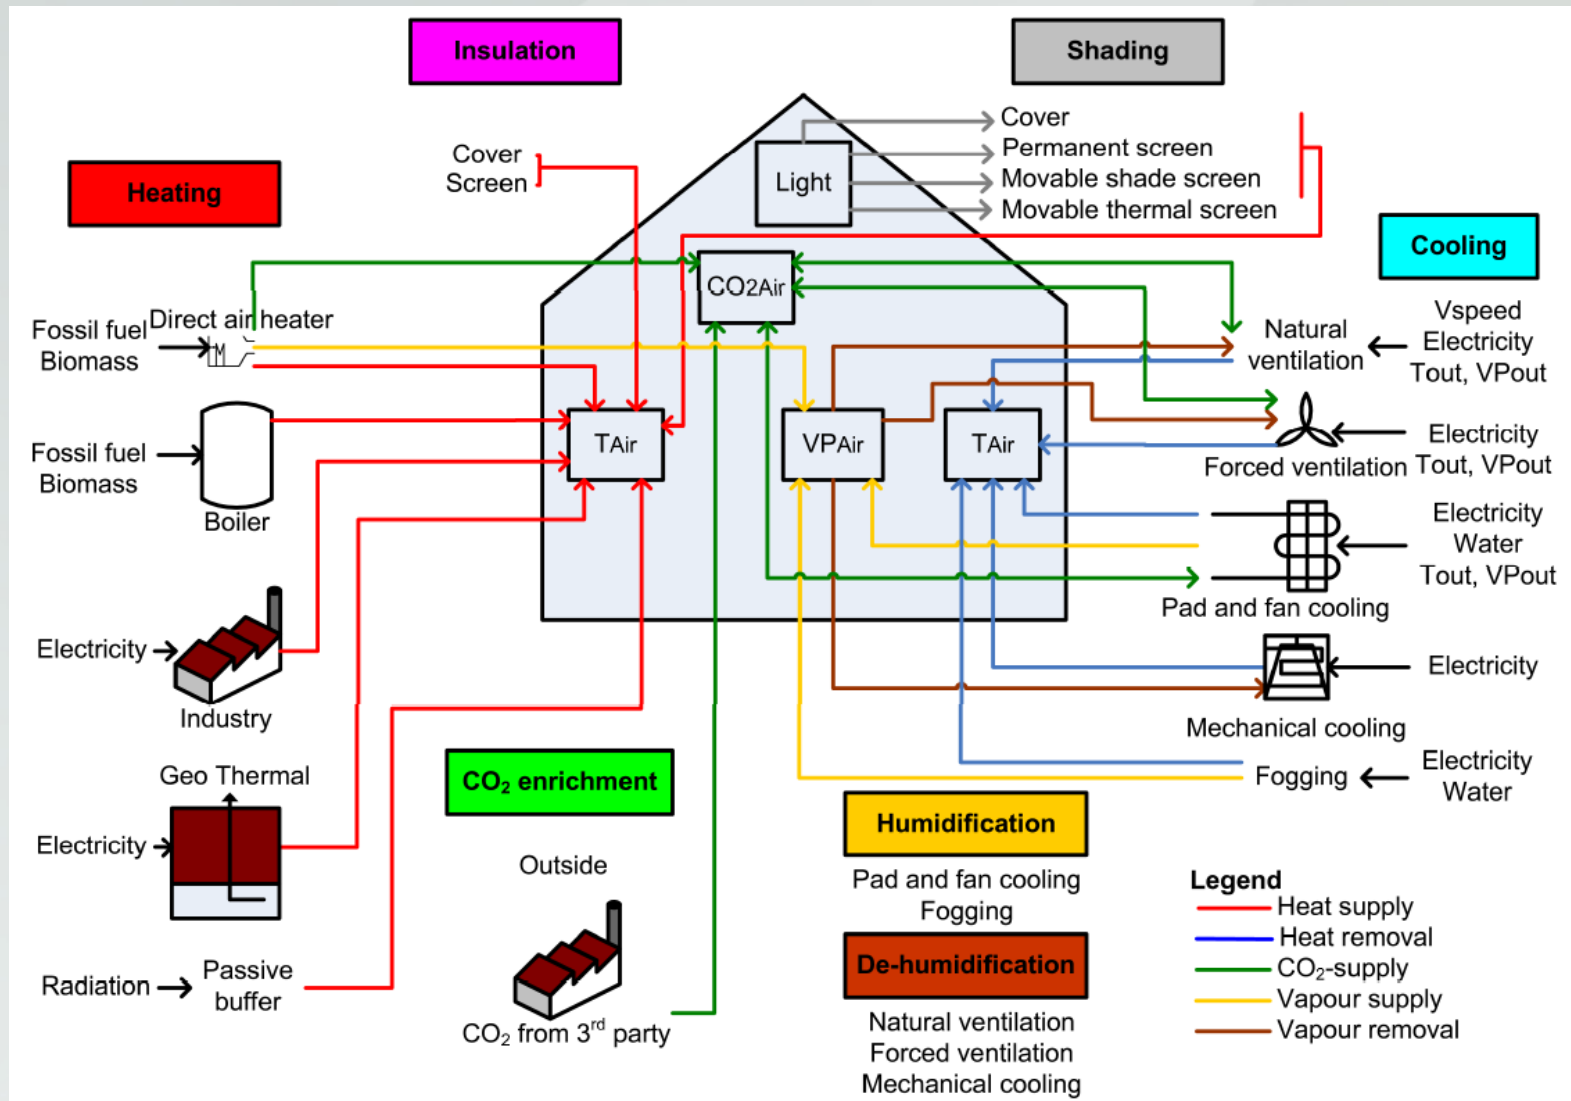 Insulation
Shading
Cover
Screen
Cover
Permanent screen
Movable shade screen
Movable thermal screen
Light
Heating
Cooling
CO2Air
Direct air heater
Fossil fuel
Biomass
Natural
ventilation
Vspeed
Electricity
Tout, VPout
TAir
VPAir
TAir
Fossil fuel
Biomass
Boiler
Forced ventilation
Electricity
Tout, VPout
Electricity
Water
Tout, VPout
Pad and fan cooling
Electricity
Industry
Electricity
Mechanical cooling
Geo Thermal
Electricity
CO₂ enrichment
Fogging
Electricity
Water
Humidification
Pad and fan cooling
Fogging
Outside
CO₂ from 3rd party
Radiation
Passive
buffer
De-humidification
Natural ventilation
Forced ventilation
Mechanical cooling
Legend
Heat supply
Heat removal
CO₂-supply
Vapour supply
Vapour removal